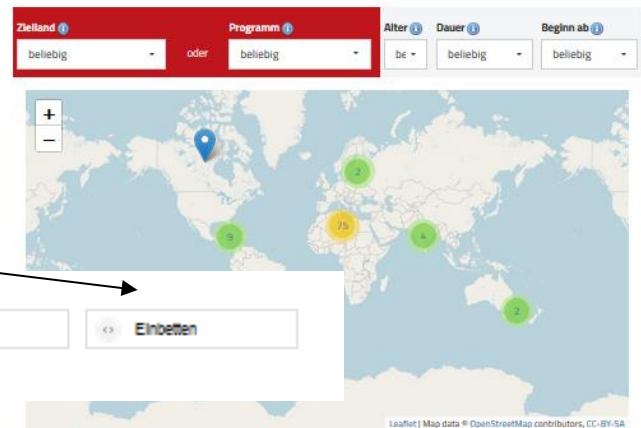 Zielland Programm Alter Dauer Beginn ab
beliebig oder beliebig be beliebig beliebig
+
−
2
75
9
4
2
<> Einbetten
Leaflet | Map data © OpenStreetMap contributors, CC-BY-SA